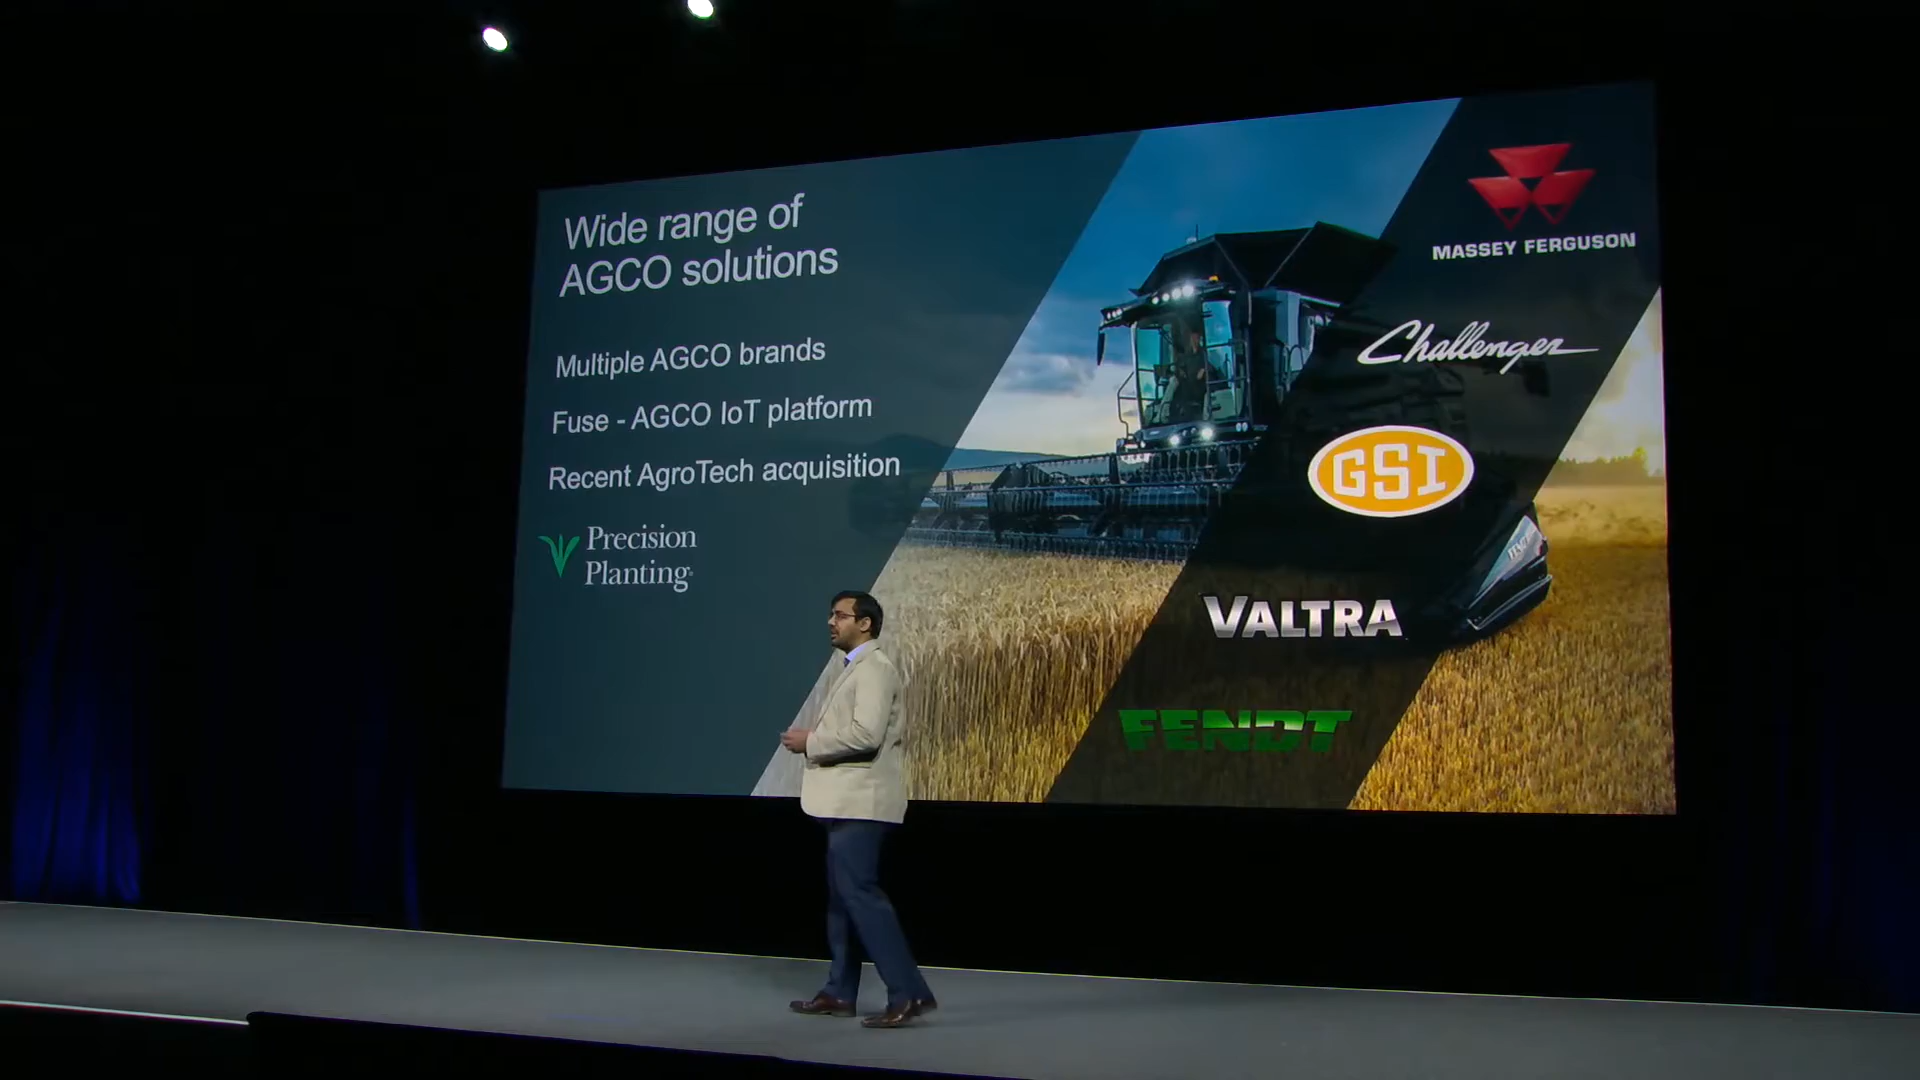 Wide range of
AGCO solutions
Multiple AGCO brands
Fuse - AGCO IoT platform
Recent AgroTech acquisition
Precision
Planting
MASSEY FERGUSON
Challenger
GSI
VALTRA
FENDT